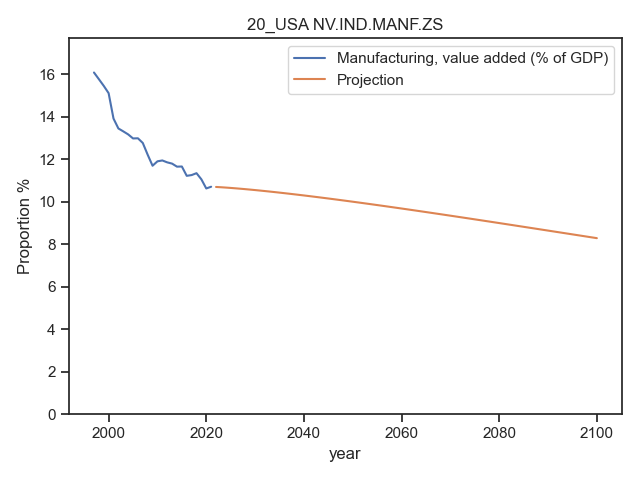 20_USA NV.IND.MANF.ZS
Manufacturing, value added (% of GDP)
Projection
Proportion %
16
14
12
10
8
6
4
2
0
2000 2020 2040 2060 2080 2100
year